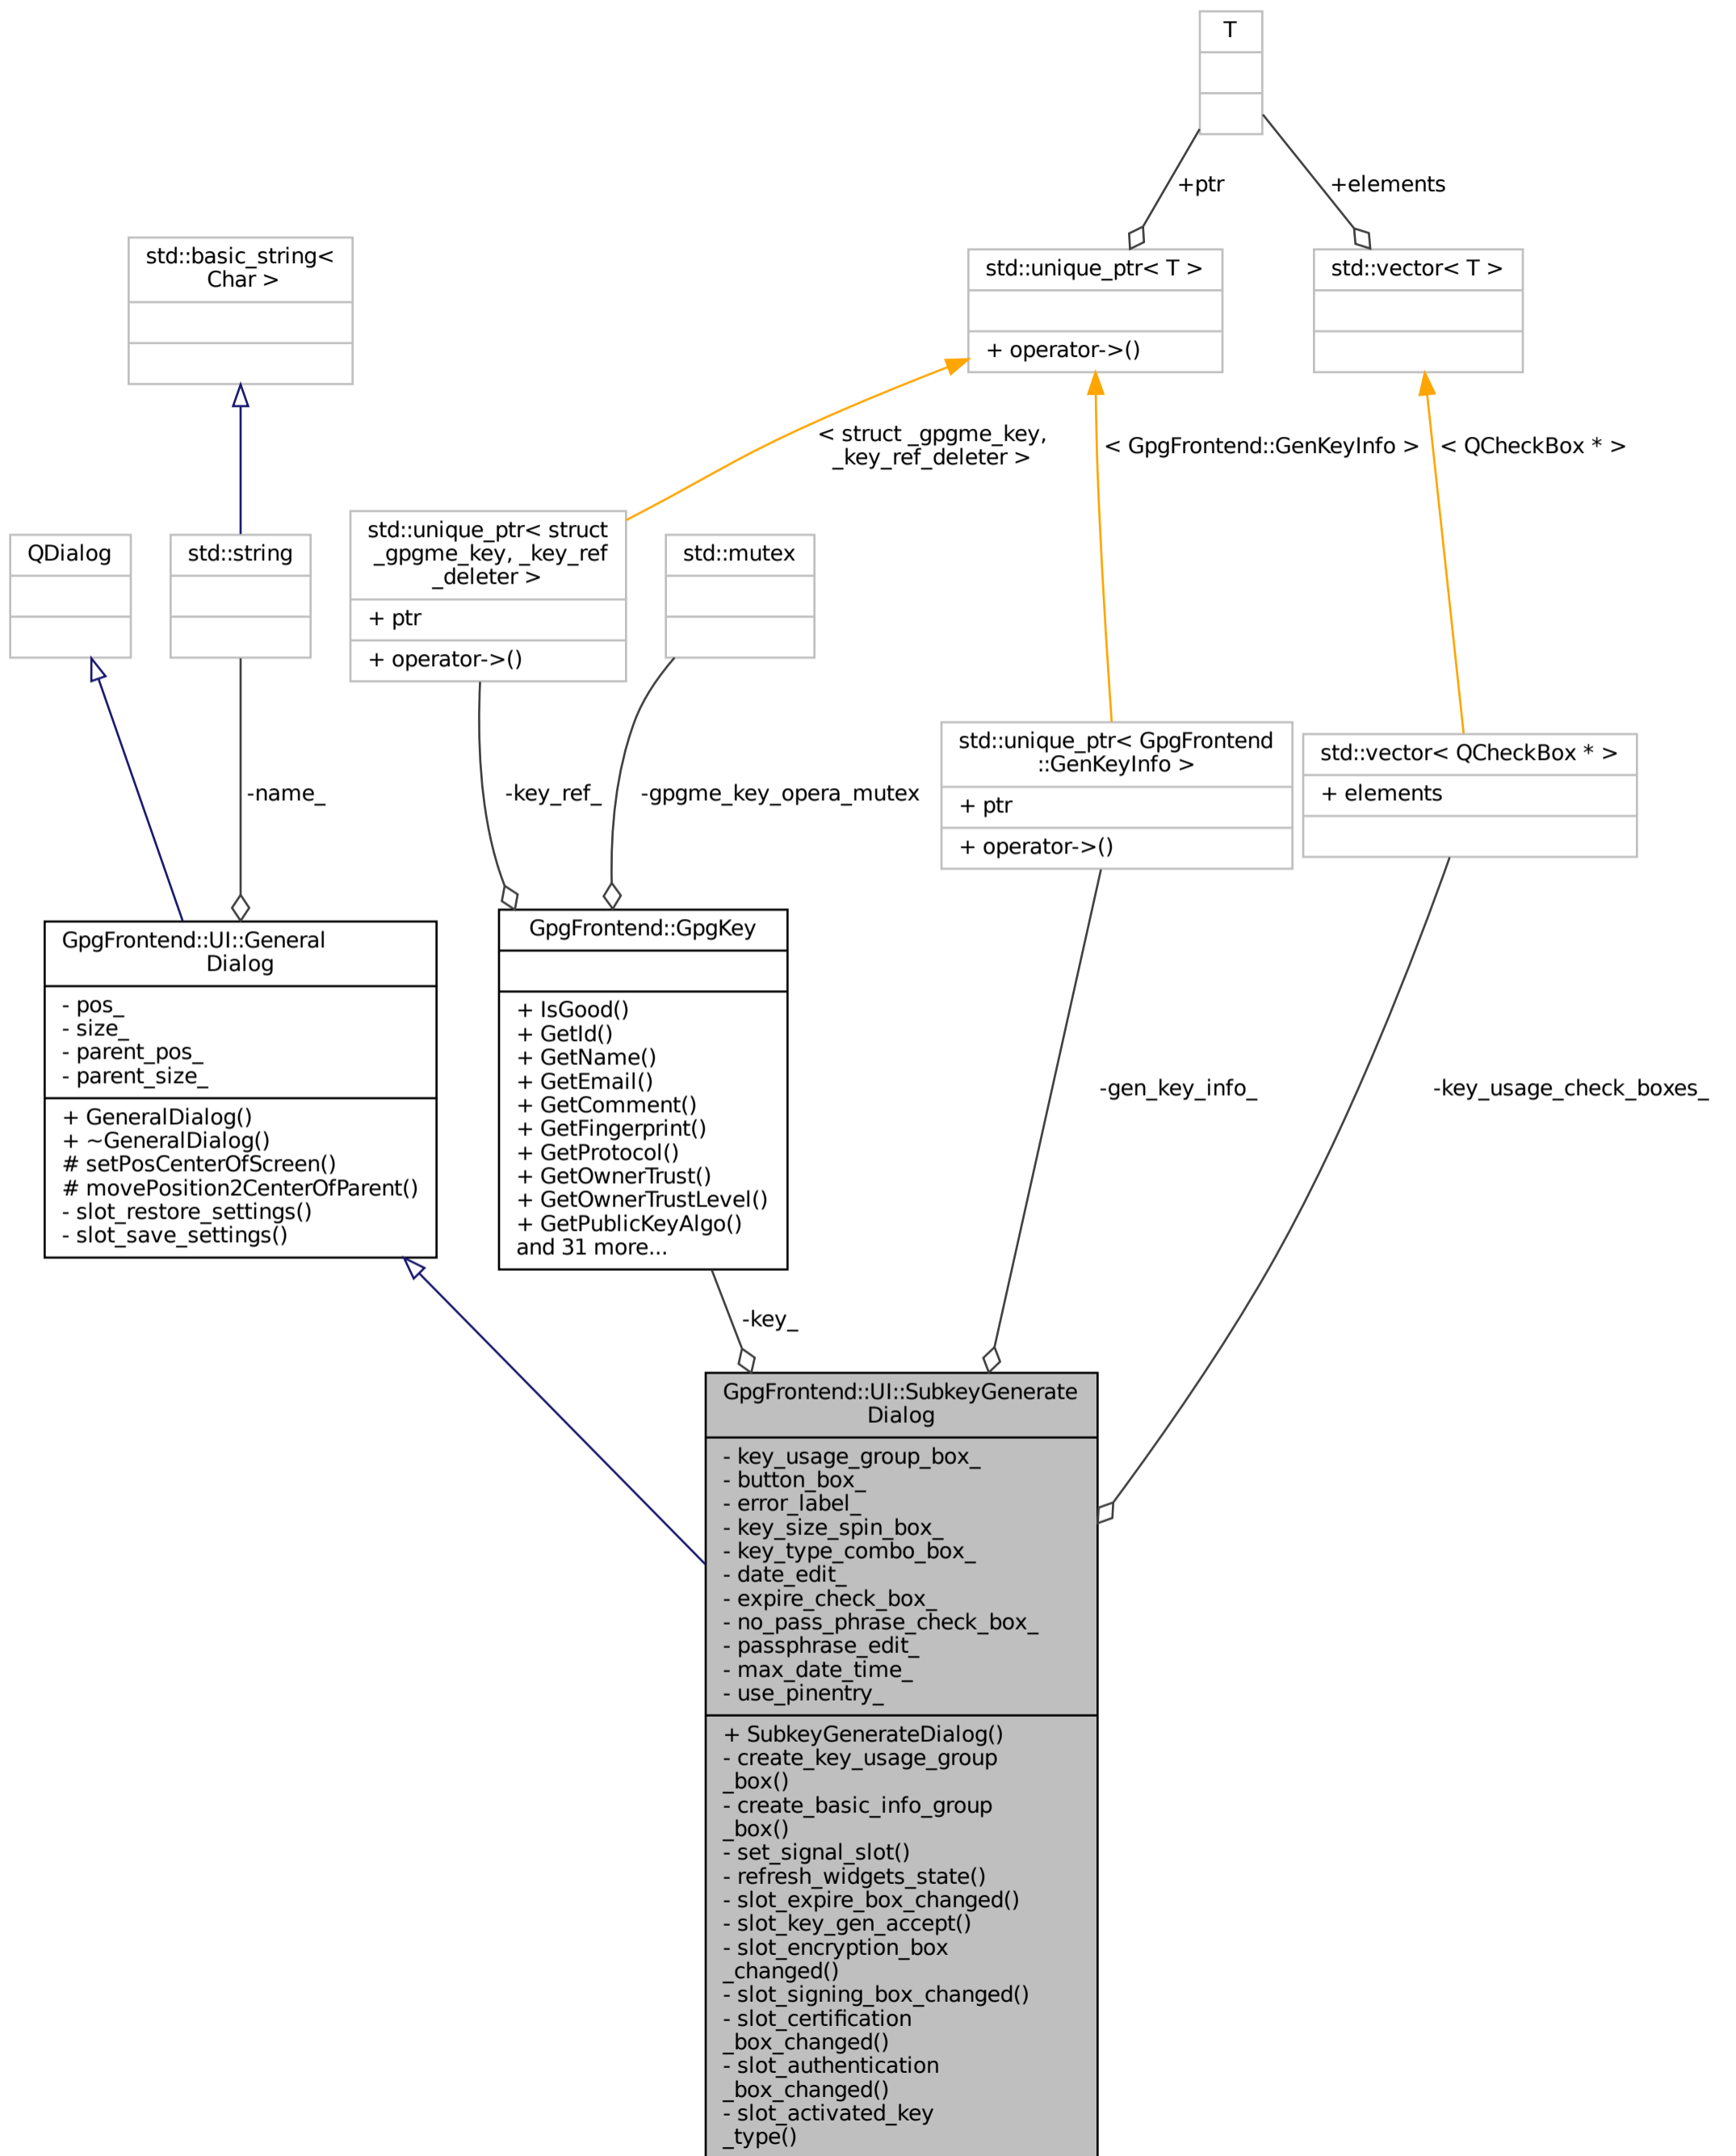 T
+ptr
+elements
std::basic_string<
Char >
std::unique_ptr< T >
+ operator->()
std::vector< T >
< struct _gpgme_key,
_key_ref_deleter >
< GpgFrontend::GenKeyInfo >
< QCheckBox * >
QDialog
std::string
std::unique_ptr< struct
_gpgme_key, _key_ref
_deleter >
+ ptr
+ operator->()
std::mutex
std::unique_ptr< GpgFrontend
::GenKeyInfo >
+ ptr
+ operator->()
std::vector< QCheckBox * >
+ elements
-name_
-key_ref_
-gpgme_key_opera_mutex
GpgFrontend::UI::General
Dialog
- pos_
- size_
- parent_pos_
- parent_size_
+ GeneralDialog()
+ ~GeneralDialog()
# setPosCenterOfScreen()
# movePosition2CenterOfParent()
- slot_restore_settings()
- slot_save_settings()
GpgFrontend::GpgKey
+ IsGood()
+ GetId()
+ GetName()
+ GetEmail()
+ GetComment()
+ GetFingerprint()
+ GetProtocol()
+ GetOwnerTrust()
+ GetOwnerTrustLevel()
+ GetPublicKeyAlgo()
and 31 more...
-gen_key_info_
-key_usage_check_boxes_
-key_
GpgFrontend::UI::SubkeyGenerate
Dialog
- key_usage_group_box_
- button_box_
- error_label_
- key_size_spin_box_
- key_type_combo_box_
- date_edit_
- expire_check_box_
- no_pass_phrase_check_box_
- passphrase_edit_
- max_date_time_
- use_pinentry_
+ SubkeyGenerateDialog()
- create_key_usage_group
_box()
- create_basic_info_group
_box()
- set_signal_slot()
- refresh_widgets_state()
- slot_expire_box_changed()
- slot_key_gen_accept()
- slot_encryption_box
_changed()
- slot_signing_box_changed()
- slot_certification
_box_changed()
- slot_authentication
_box_changed()
- slot_activated_key
_type()